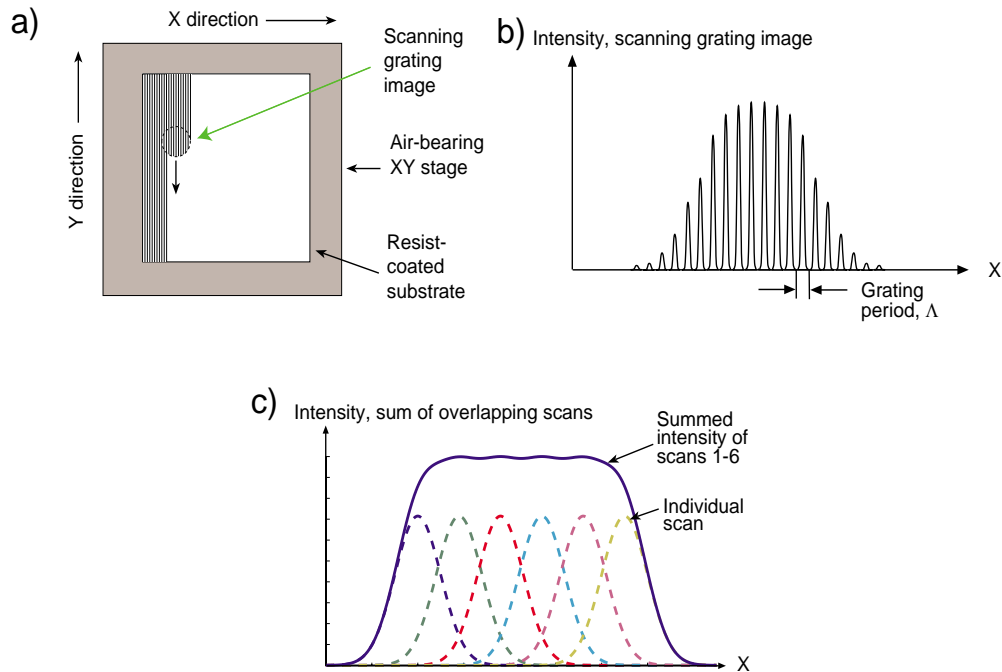 a)
X direction
Y direction
Scanning
grating
image
Air-bearing
XY stage
Resist-
coated
substrate
b)
Intensity, scanning grating image
X
Grating
period, Λ
c)
Intensity, sum of overlapping scans
Summed
intensity of
scans 1-6
Individual
scan
X